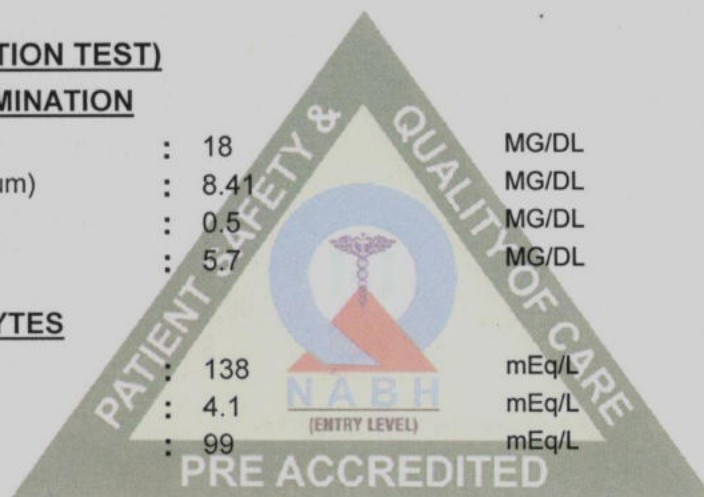 TION TEST)
MINATION
: 18 MG/DL
um) : 8.41 MG/DL
: 0.5 MG/DL
: 5.7 MG/DL
YTES
: 138 mEq/L
: 4.1 mEq/L
: 99 mEq/L
PATIENT SAFETY & QUALITY OF CARE
NABH
(ENTRY LEVEL)
PRE ACCREDITED